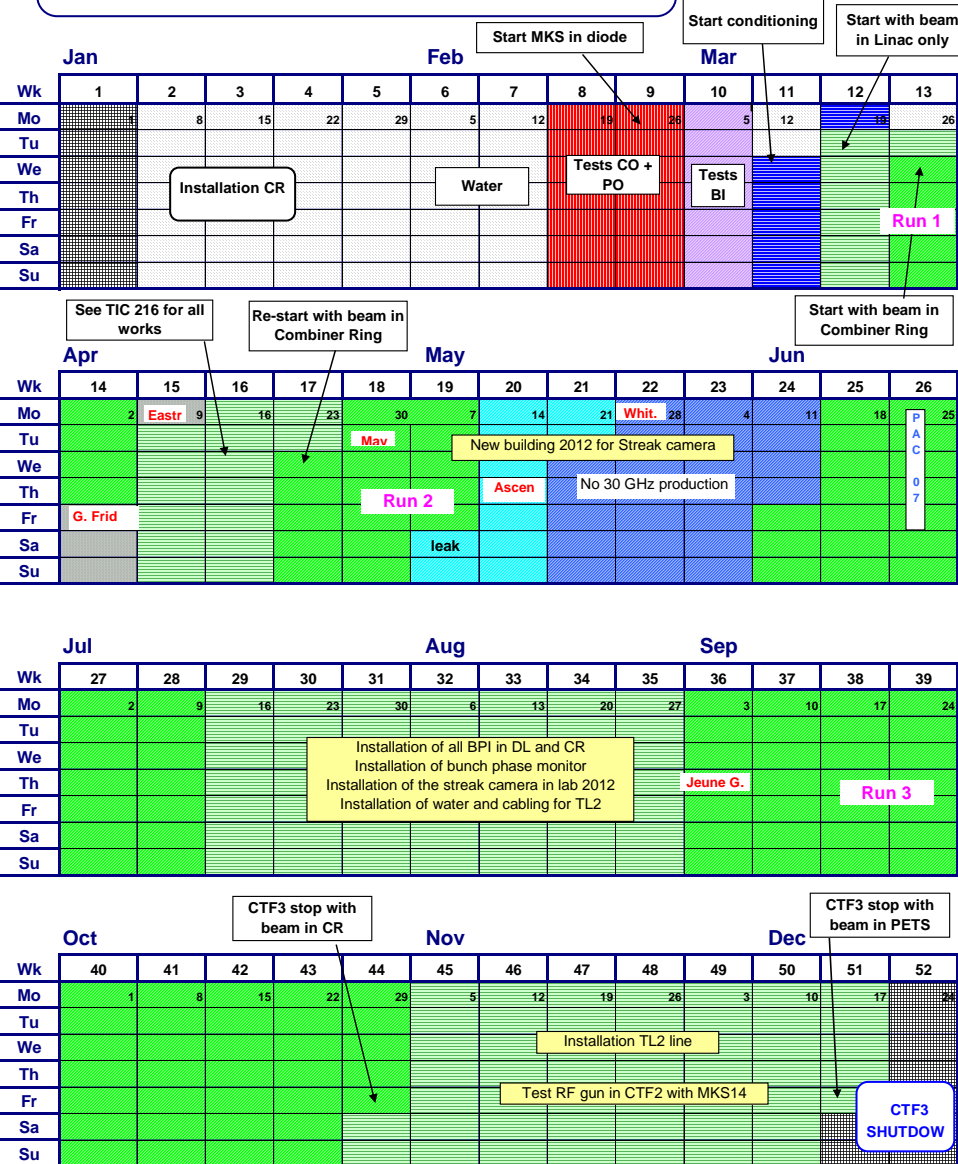 Start conditioning
Start with beam
in Linac only
Start MKS in diode
Jan Feb Mar
Wk 1 2 3 4 5 6 7 8 9 10 11 12 13
Mo 1 8 15 22 29 5 12 19 26 5 12 19 26
Tu
We
Th
Fr
Sa
Su
Installation CR
Water
Tests CO +
PO
Tests
BI
Run 1
See TIC 216 for all
works
Re-start with beam in
Combiner Ring
Start with beam in
Combiner Ring
Apr May Jun
Wk 14 15 16 17 18 19 20 21 22 23 24 25 26
Mo 2 Eastr 9 16 23 30 7 14 21 Whit. 28 4 11 18 25
Tu May
We
Th Ascen
Fr G. Frid
Sa leak
Su
New building 2012 for Streak camera
No 30 GHz production
Run 2
P
A
C
0
7
Jul Aug Sep
Wk 27 28 29 30 31 32 33 34 35 36 37 38 39
Mo 2 9 16 23 30 6 13 20 27 3 10 17 24
Tu
We
Th Jeune G.
Fr
Sa
Su
Installation of all BPI in DL and CR
Installation of bunch phase monitor
Installation of the streak camera in lab 2012
Installation of water and cabling for TL2
Run 3
CTF3 stop with
beam in CR
CTF3 stop with
beam in PETS
Oct Nov Dec
Wk 40 41 42 43 44 45 46 47 48 49 50 51 52
Mo 1 8 15 22 29 5 12 19 26 3 10 17 24
Tu
We
Th
Fr
Sa
Su
Installation TL2 line
Test RF gun in CTF2 with MKS14
CTF3
SHUTDOW